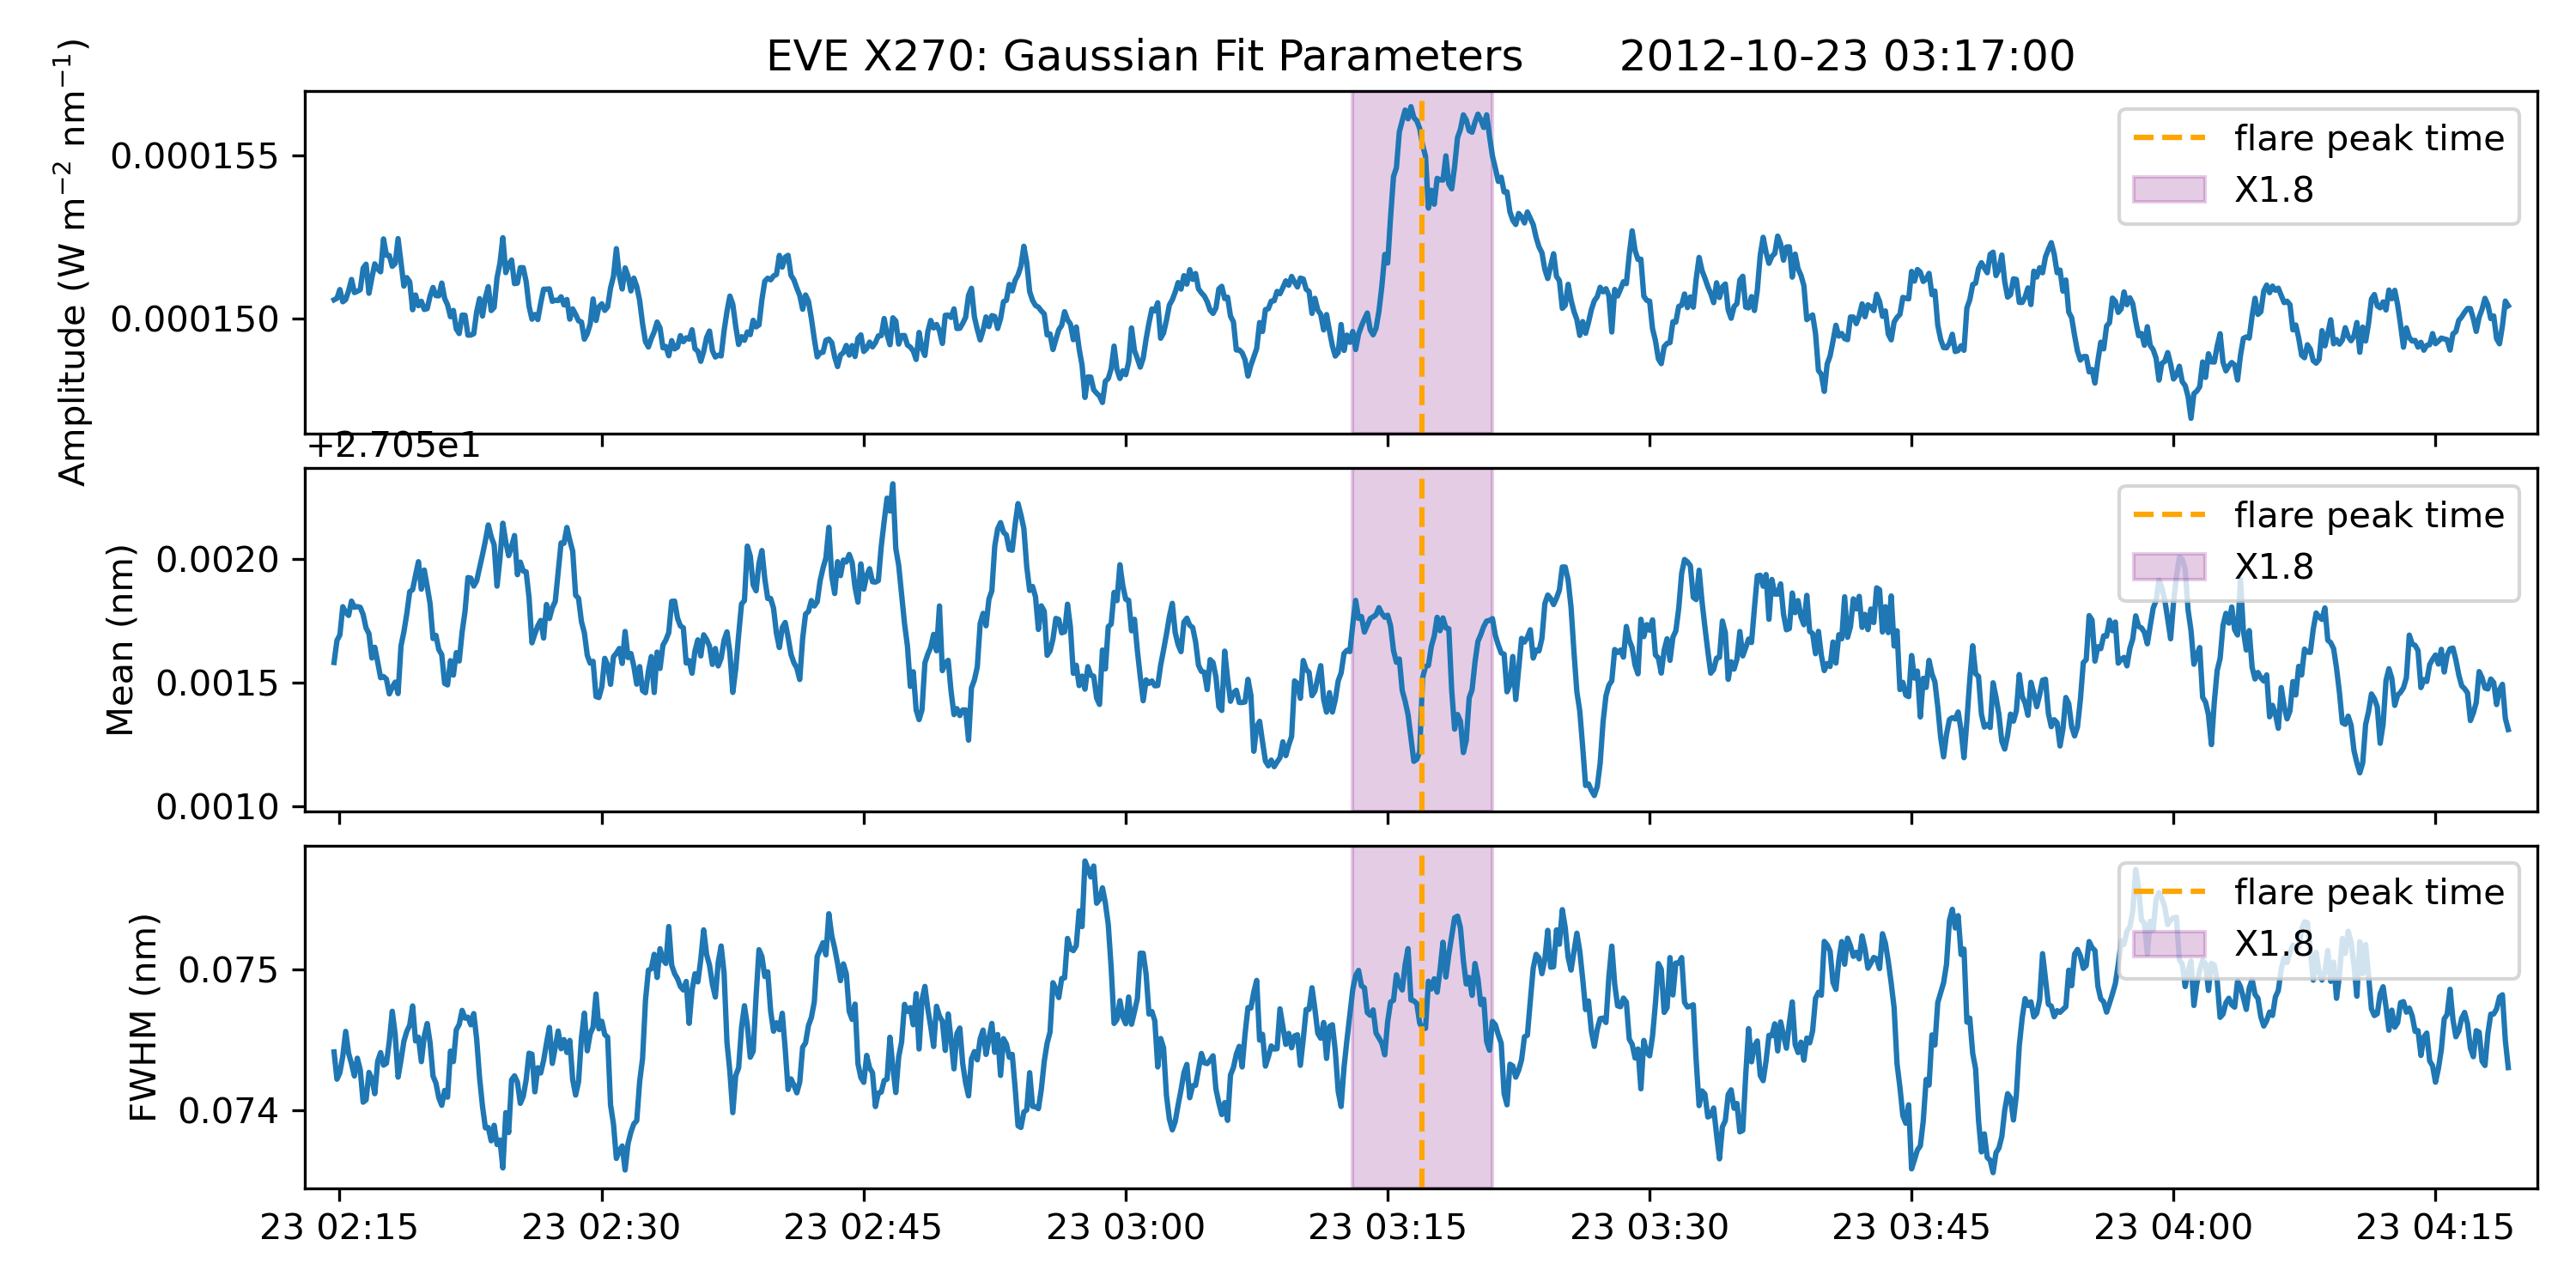 EVE X270: Gaussian Fit Parameters 2012-10-23 03:17:00
Amplitude (W m⁻² nm⁻¹)
0.000155
0.000150
flare peak time
X1.8
+2.705e1
Mean (nm)
0.0020
0.0015
0.0010
flare peak time
X1.8
FWHM (nm)
0.075
0.074
flare peak time
X1.8
23 02:15 23 02:30 23 02:45 23 03:00 23 03:15 23 03:30 23 03:45 23 04:00 23 04:15